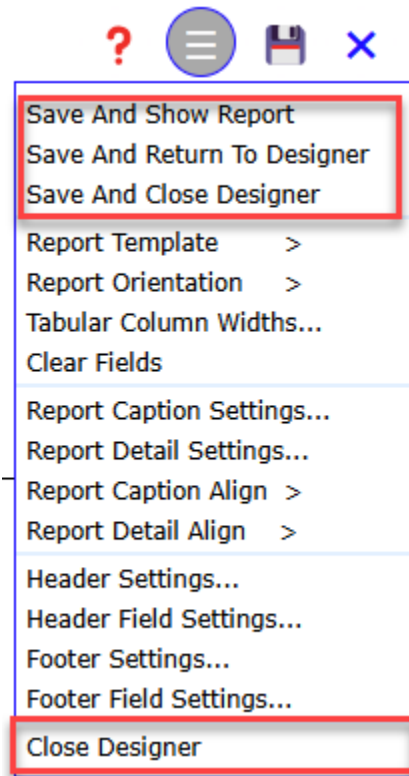 ?
Save And Show Report
Save And Return To Designer
Save And Close Designer
Report Template >
Report Orientation >
Tabular Column Widths...
Clear Fields
Report Caption Settings...
Report Detail Settings...
Report Caption Align >
Report Detail Align >
Header Settings...
Header Field Settings...
Footer Settings...
Footer Field Settings...
Close Designer